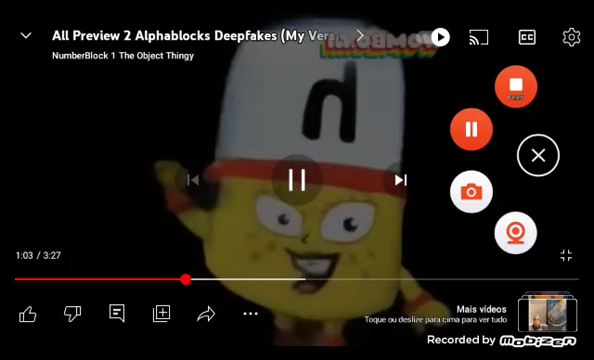 All Preview 2 Alphablocks Deepfakes (My Vers
NumberBlock 1 The Object Thingy
CC
1:03 / 3:27
Mais vídeos
Toque ou deslize para cima para ver tudo
Recorded by Mobizen